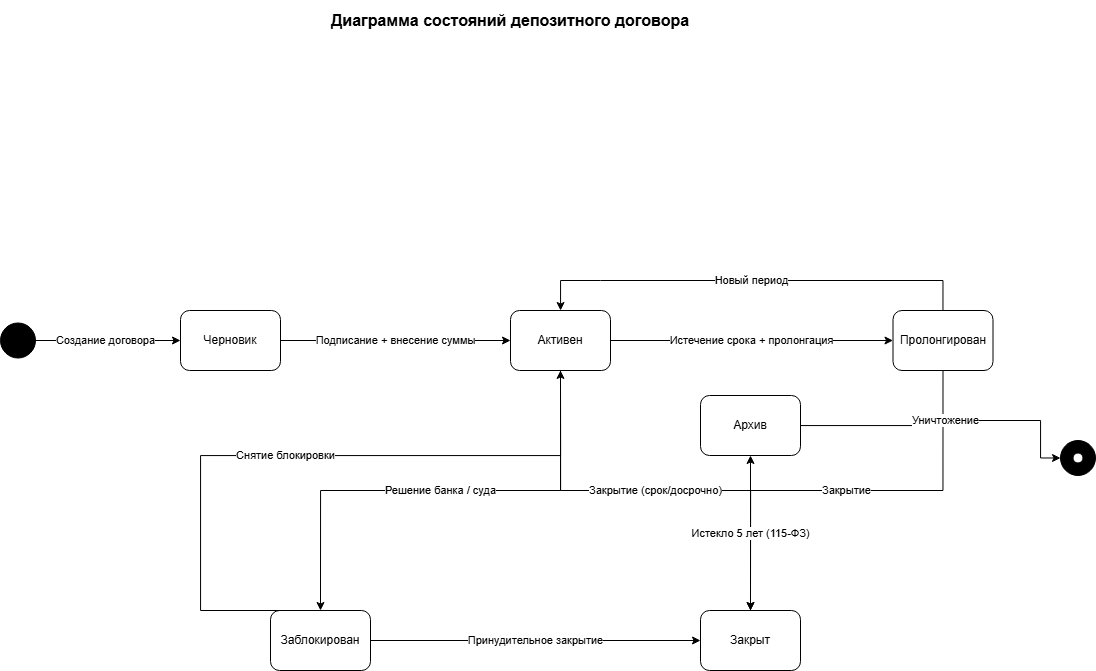 Диаграмма состояний депозитного договора
Новый период
Создание договора
Черновик
Подписание + внесение суммы
Активен
Истечение срока + пролонгация
Пролонгирован
Архив
Уничтожение
Снятие блокировки
Решение банка / суда
Закрытие (срок/досрочно)
Закрытие
Истекло 5 лет (115-ФЗ)
Заблокирован
Принудительное закрытие
Закрыт